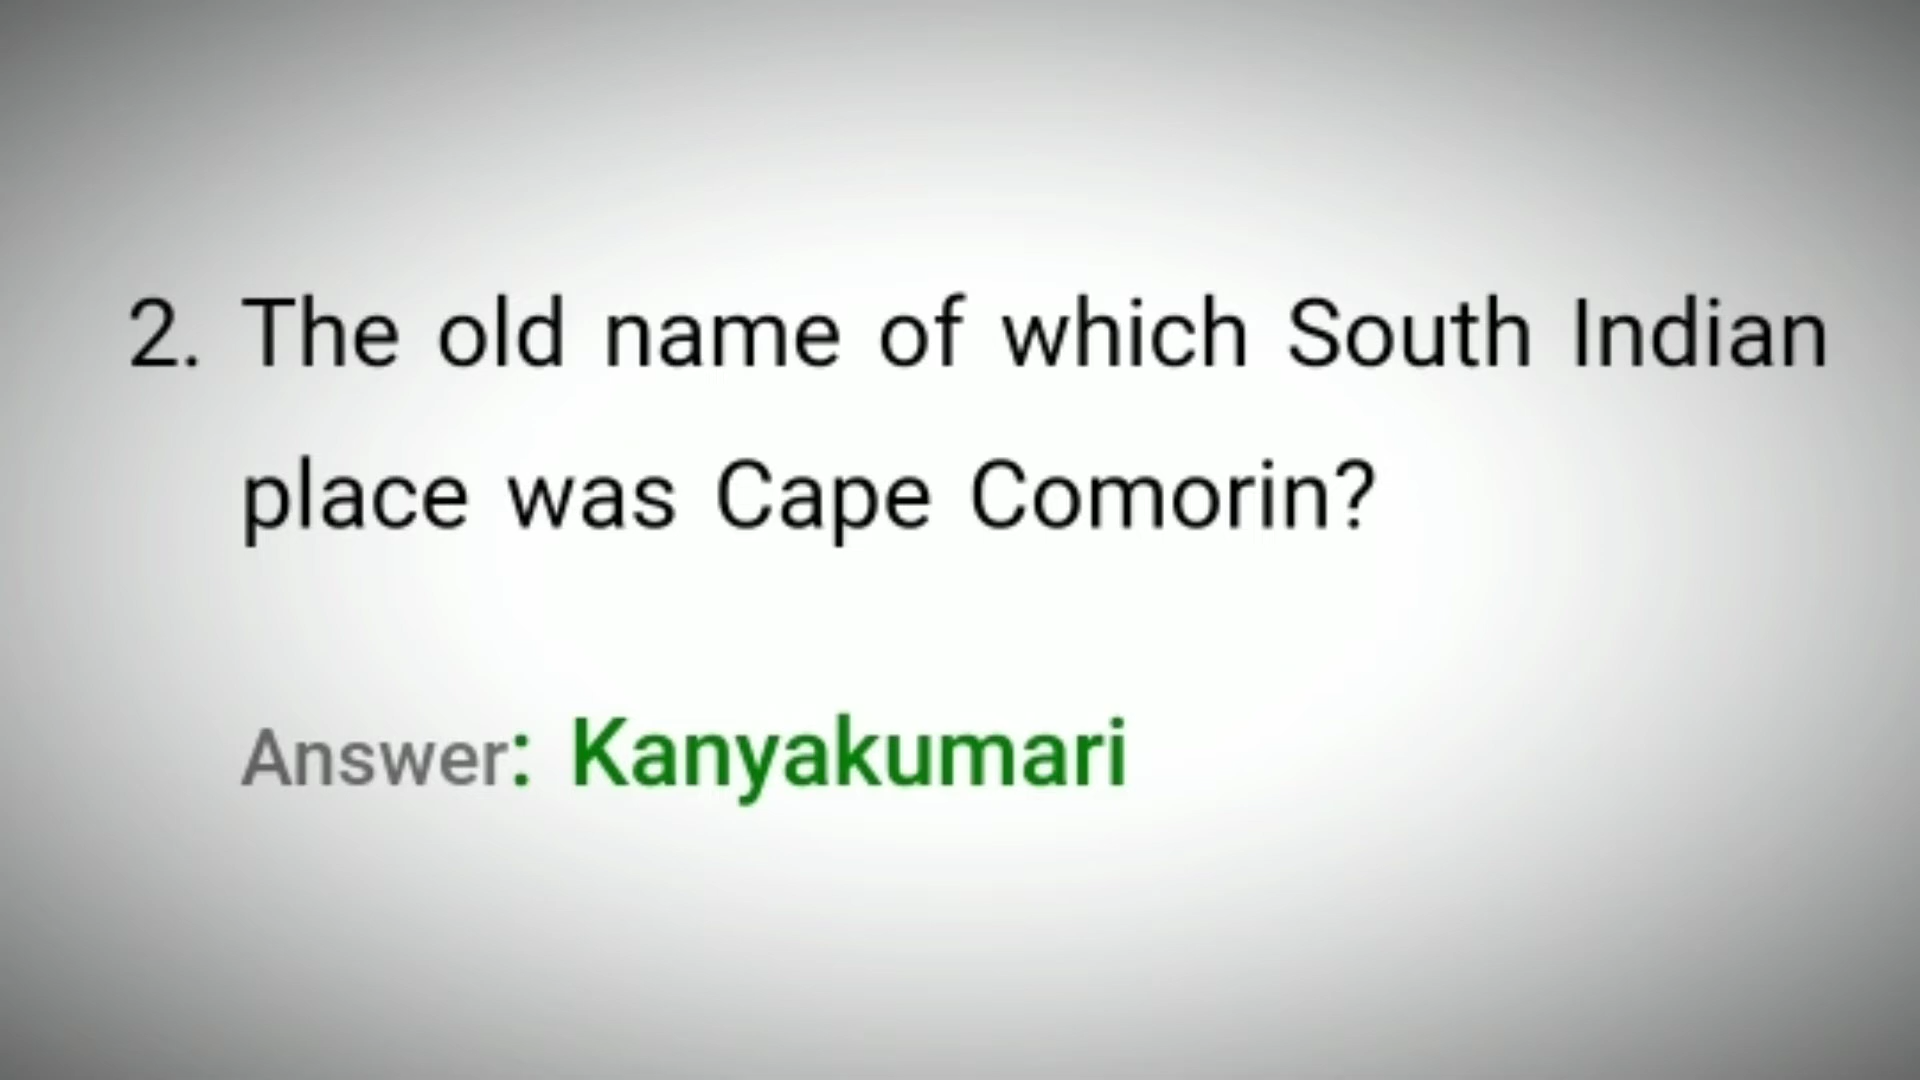 2. The old name of which South Indian
place was Cape Comorin?
Answer: Kanyakumari